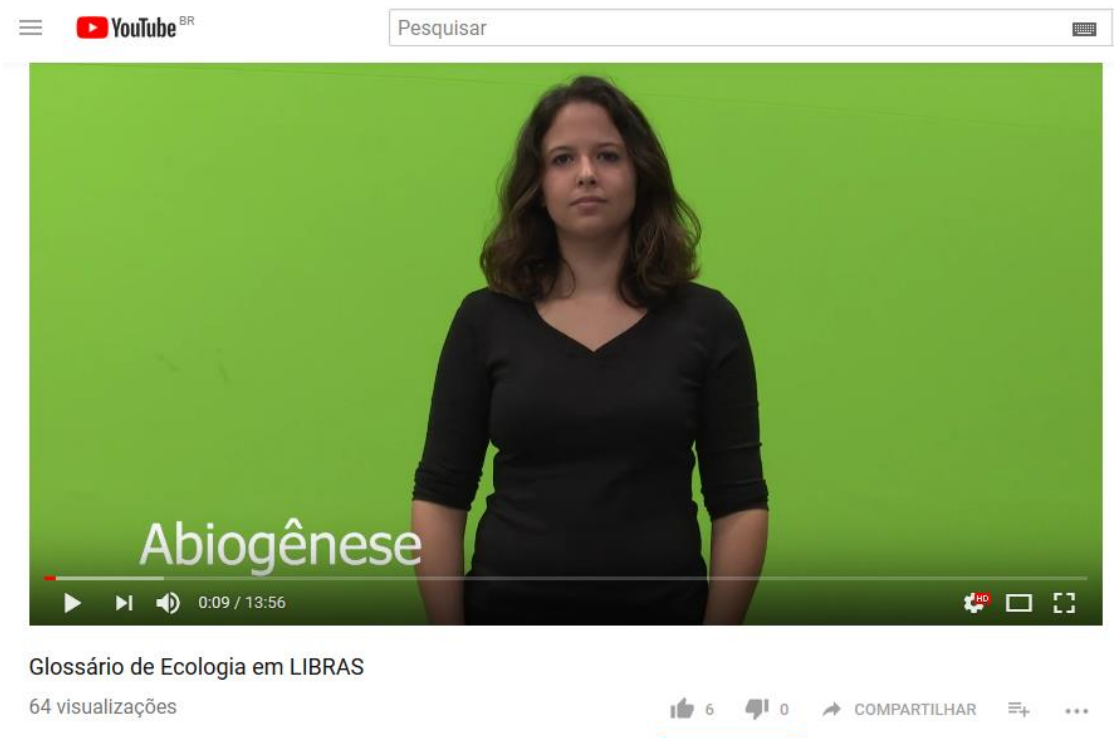 YouTube BR
Pesquisar
Abiogênese
0:09 / 13:56
HD
Glossário de Ecologia em LIBRAS
64 visualizações
6
0
COMPARTILHAR